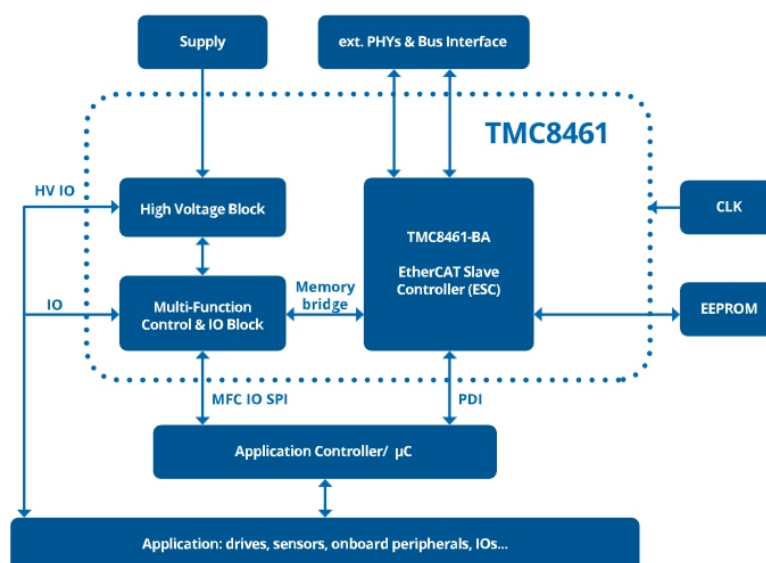 Supply
ext. PHYs & Bus Interface
TMC8461
HV IO
High Voltage Block
CLK
TMC8461-BA
EtherCAT Slave
Controller (ESC)
Memory
bridge
IO
Multi-Function
Control & IO Block
EEPROM
MFC IO SPI
PDI
Application Controller/ µC
Application: drives, sensors, onboard peripherals, IOs...